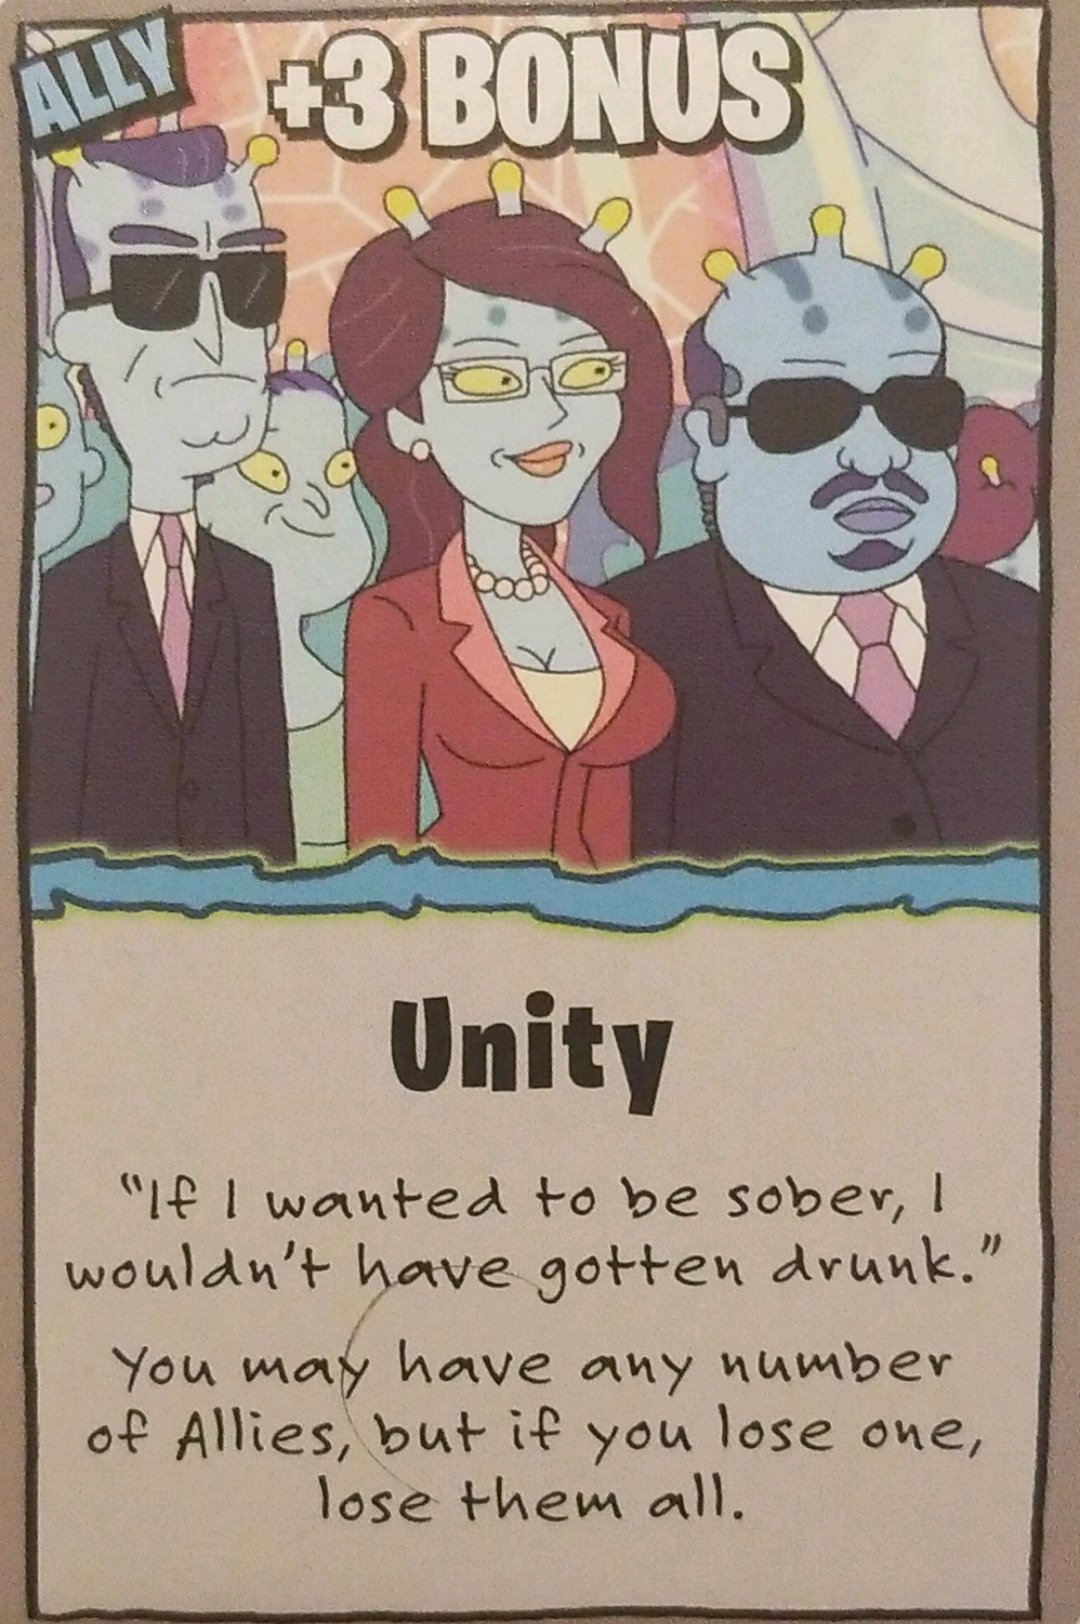 ALLY
+3 BONUS
Unity
"If I wanted to be sober, I
wouldn't have gotten drunk."
You may have any number
of Allies, but if you lose one,
lose them all.